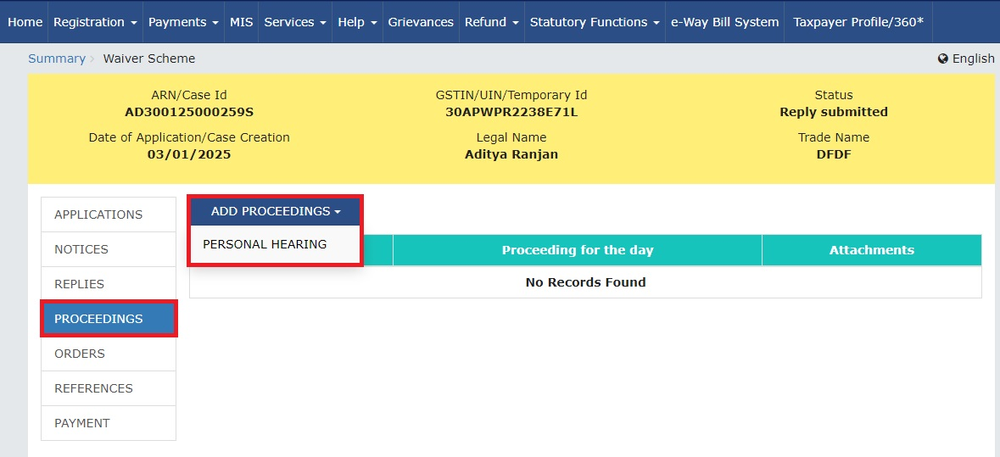 Home Registration Payments MIS Services Help Grievances Refund Statutory Functions e-Way Bill System Taxpayer Profile/360*
Summary Waiver Scheme English
ARN/Case Id GSTIN/UIN/Temporary Id Status
AD300125000259S 30APWPR2238E71L Reply submitted
Date of Application/Case Creation Legal Name Trade Name
03/01/2025 Aditya Ranjan DFDF
APPLICATIONS
NOTICES
REPLIES
PROCEEDINGS
ORDERS
REFERENCES
PAYMENT
ADD PROCEEDINGS
PERSONAL HEARING
Proceeding for the day Attachments
No Records Found